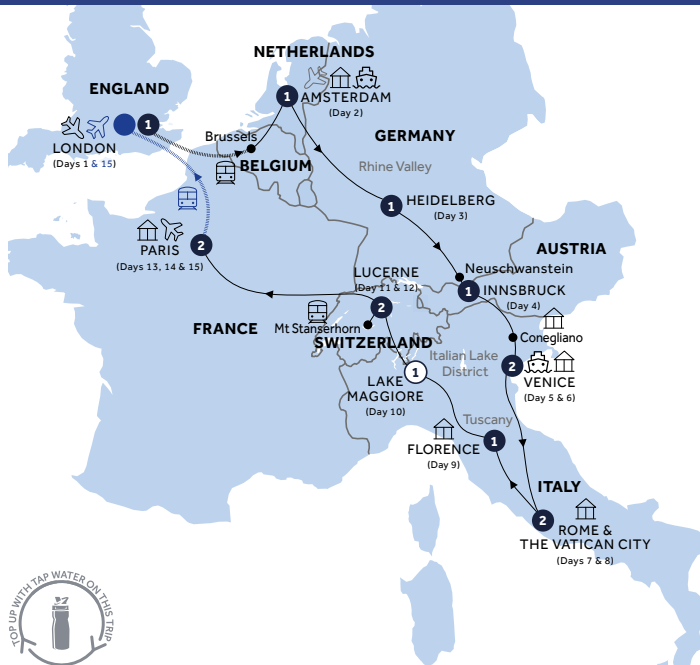 NETHERLANDS
ENGLAND
1
AMSTERDAM
(Day 2)
1
LONDON
(Days 1 & 15)
Brussels
BELGIUM
GERMANY
Rhine Valley
1
HEIDELBERG
(Day 3)
2
PARIS
(Days 13, 14 & 15)
AUSTRIA
Neuschwanstein
1
INNSBRUCK
(Day 4)
LUCERNE
(Day 11 & 12)
2
Mt Stanserhorn
FRANCE
SWITZERLAND
Conegliano
Italian Lake
District
2
VENICE
(Day 5 & 6)
1
LAKE
MAGGIORE
(Day 10)
Tuscany
1
FLORENCE
(Day 9)
ITALY
2
ROME &
THE VATICAN CITY
(Days 7 & 8)
TOP UP WITH TAP WATER ON THIS TRIP